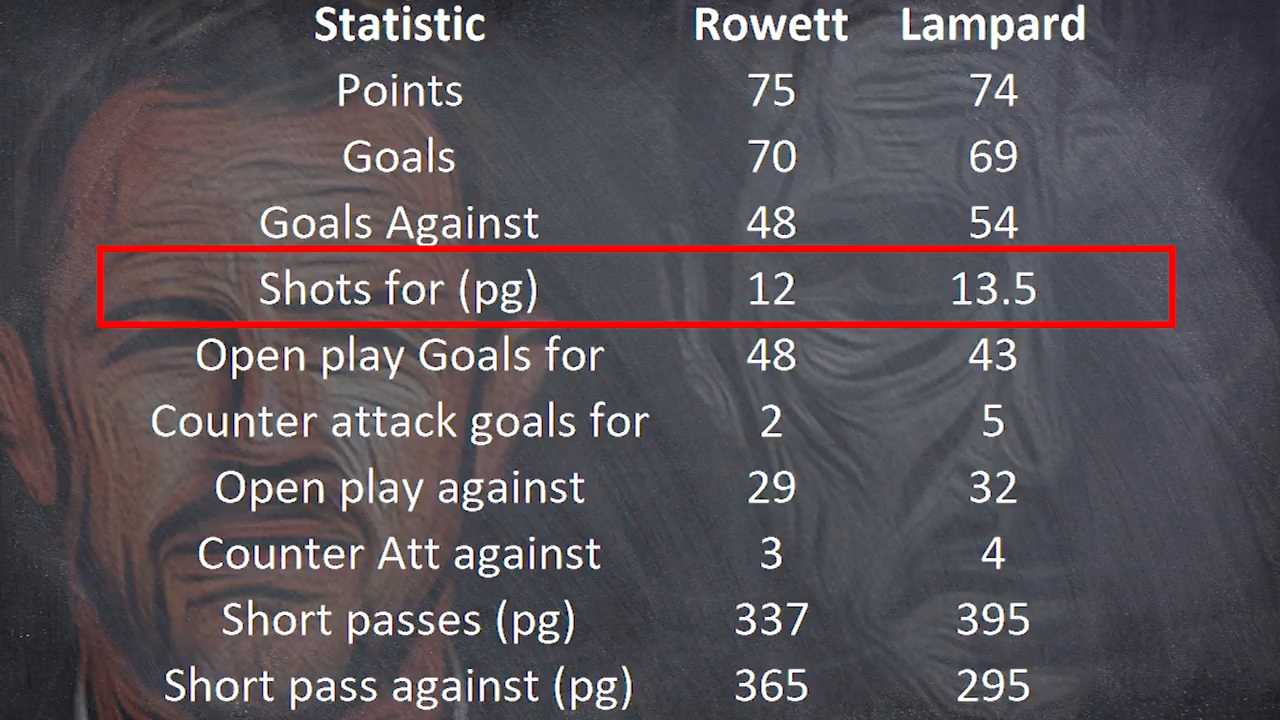 Statistic Rowett Lampard
Points 75 74
Goals 70 69
Goals Against 48 54
Shots for (pg) 12 13.5
Open play Goals for 48 43
Counter attack goals for 2 5
Open play against 29 32
Counter Att against 3 4
Short passes (pg) 337 395
Short pass against (pg) 365 295